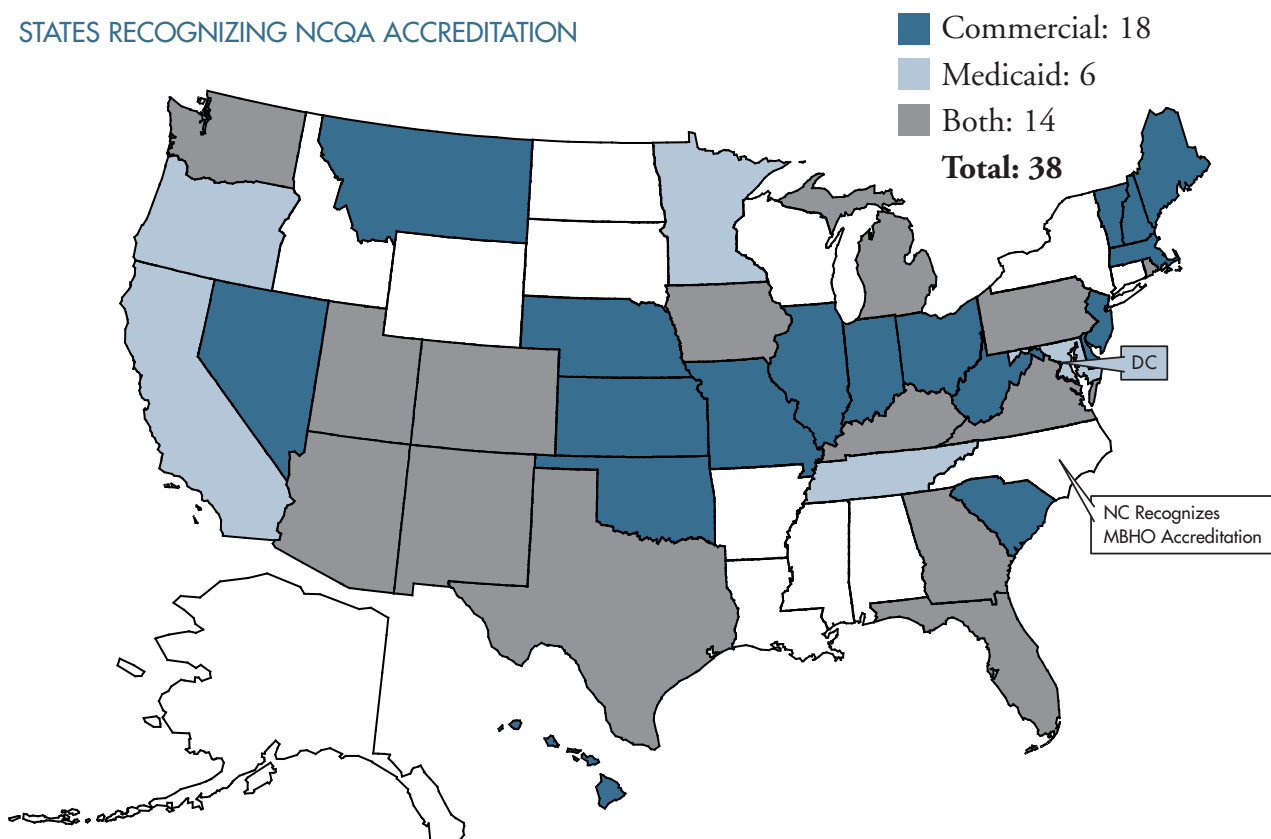 STATES RECOGNIZING NCQA ACCREDITATION
Commercial: 18
Medicaid: 6
Both: 14
Total: 38
DC
NC Recognizes
MBHO Accreditation